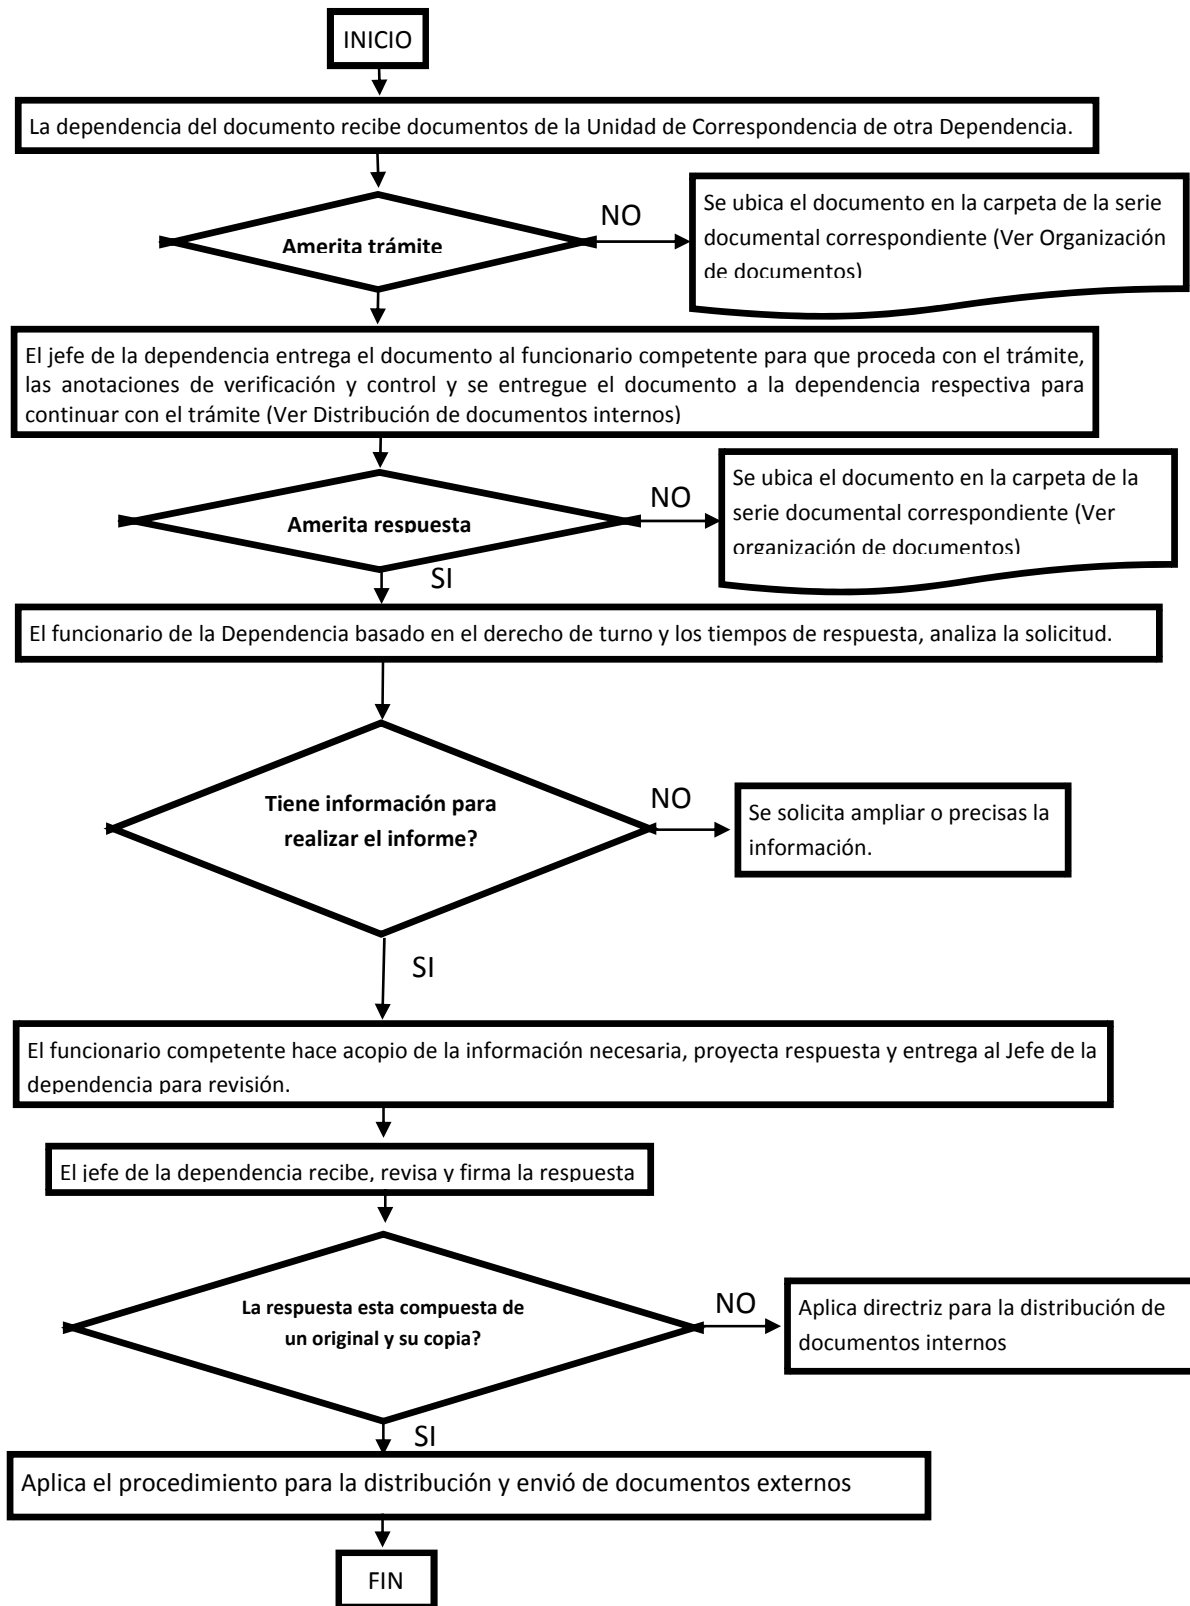 INICIO
La dependencia del documento recibe documentos de la Unidad de Correspondencia de otra Dependencia.
Amerita trámite
NO
Se ubica el documento en la carpeta de la serie
documental correspondiente (Ver Organización
de documentos)
El jefe de la dependencia entrega el documento al funcionario competente para que proceda con el trámite,
las anotaciones de verificación y control y se entregue el documento a la dependencia respectiva para
continuar con el trámite (Ver Distribución de documentos internos)
Amerita respuesta
NO
Se ubica el documento en la carpeta de la
serie documental correspondiente (Ver
organización de documentos)
SI
El funcionario de la Dependencia basado en el derecho de turno y los tiempos de respuesta, analiza la solicitud.
Tiene información para
realizar el informe?
NO
Se solicita ampliar o precisas la
información.
SI
El funcionario competente hace acopio de la información necesaria, proyecta respuesta y entrega al Jefe de la
dependencia para revisión.
El jefe de la dependencia recibe, revisa y firma la respuesta
La respuesta esta compuesta de
un original y su copia?
NO
Aplica directriz para la distribución de
documentos internos
SI
Aplica el procedimiento para la distribución y envió de documentos externos
FIN